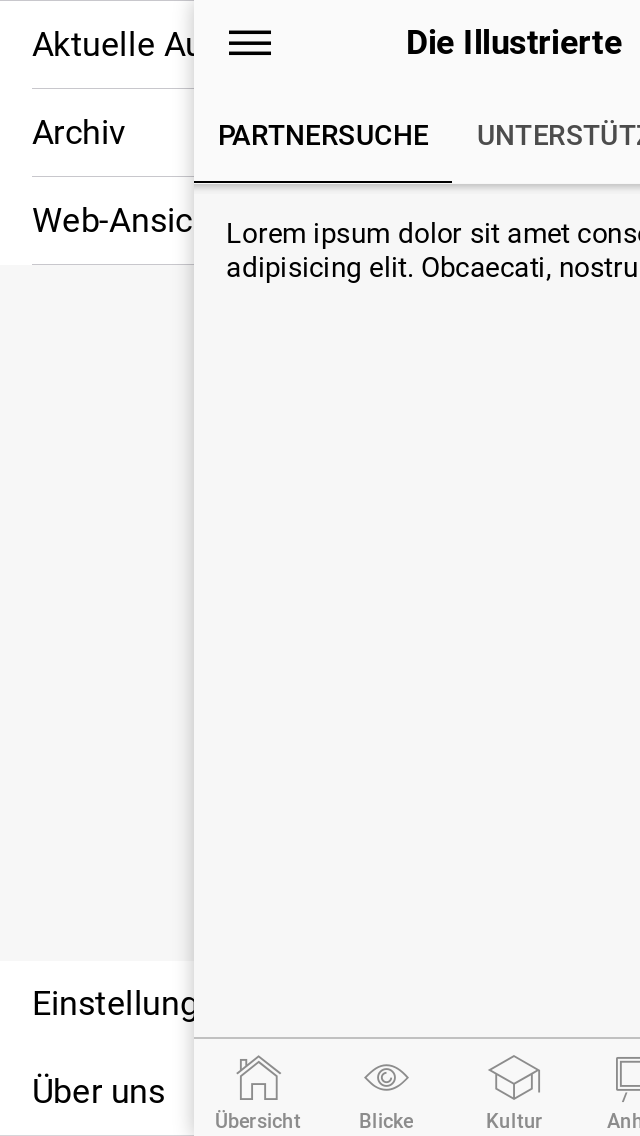 Aktuelle Au
Archiv
Web-Ansic
Einstellung
Über uns
Die Illustrierte
PARTNERSUCHE UNTERSTÜTZ
Lorem ipsum dolor sit amet conse
adipisicing elit. Obcaecati, nostru
Übersicht Blicke Kultur Anh